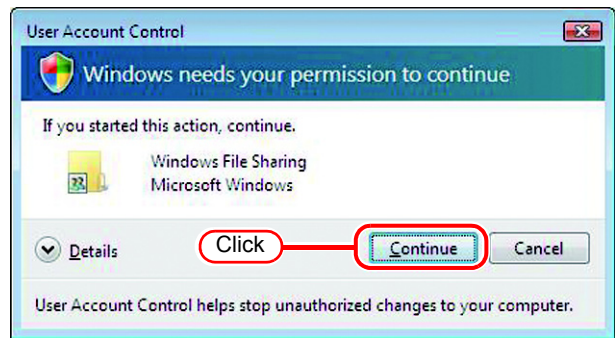 User Account Control
Windows needs your permission to continue
If you started this action, continue.
Windows File Sharing
Microsoft Windows
Details
Click
Continue
Cancel
User Account Control helps stop unauthorized changes to your computer.